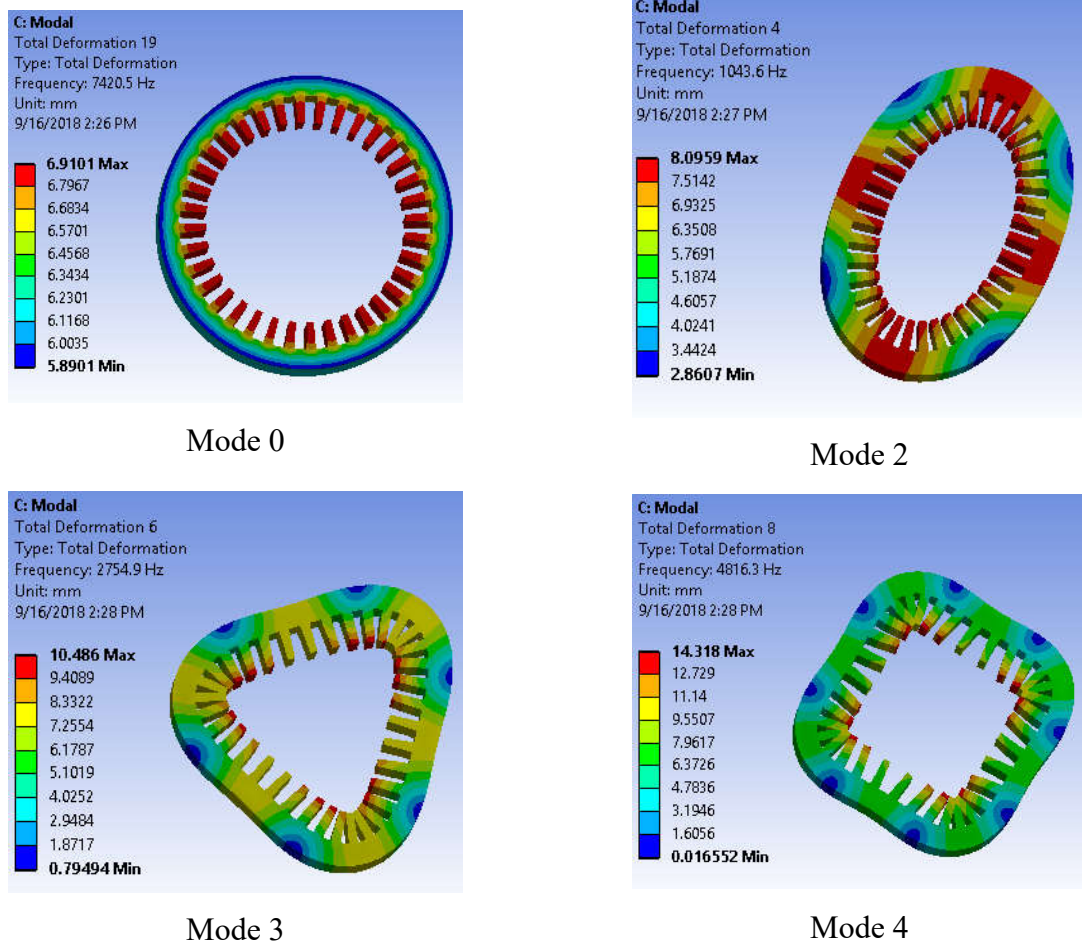 C: Modal
Total Deformation 19
Type: Total Deformation
Frequency: 7420.5 Hz
Unit: mm
9/16/2018 2:26 PM
6.9101 Max
6.7967
6.6834
6.5701
6.4568
6.3434
6.2301
6.1168
6.0035
5.8901 Min
Mode 0
C: Modal
Total Deformation 4
Type: Total Deformation
Frequency: 1043.6 Hz
Unit: mm
9/16/2018 2:27 PM
8.0959 Max
7.5142
6.9325
6.3508
5.7691
5.1874
4.6057
4.0241
3.4424
2.8607 Min
Mode 2
C: Modal
Total Deformation 6
Type: Total Deformation
Frequency: 2754.9 Hz
Unit: mm
9/16/2018 2:28 PM
10.486 Max
9.4089
8.3322
7.2554
6.1787
5.1019
4.0252
2.9484
1.8717
0.79494 Min
Mode 3
C: Modal
Total Deformation 8
Type: Total Deformation
Frequency: 4816.3 Hz
Unit: mm
9/16/2018 2:28 PM
14.318 Max
12.729
11.14
9.5507
7.9617
6.3726
4.7836
3.1946
1.6056
0.016552 Min
Mode 4